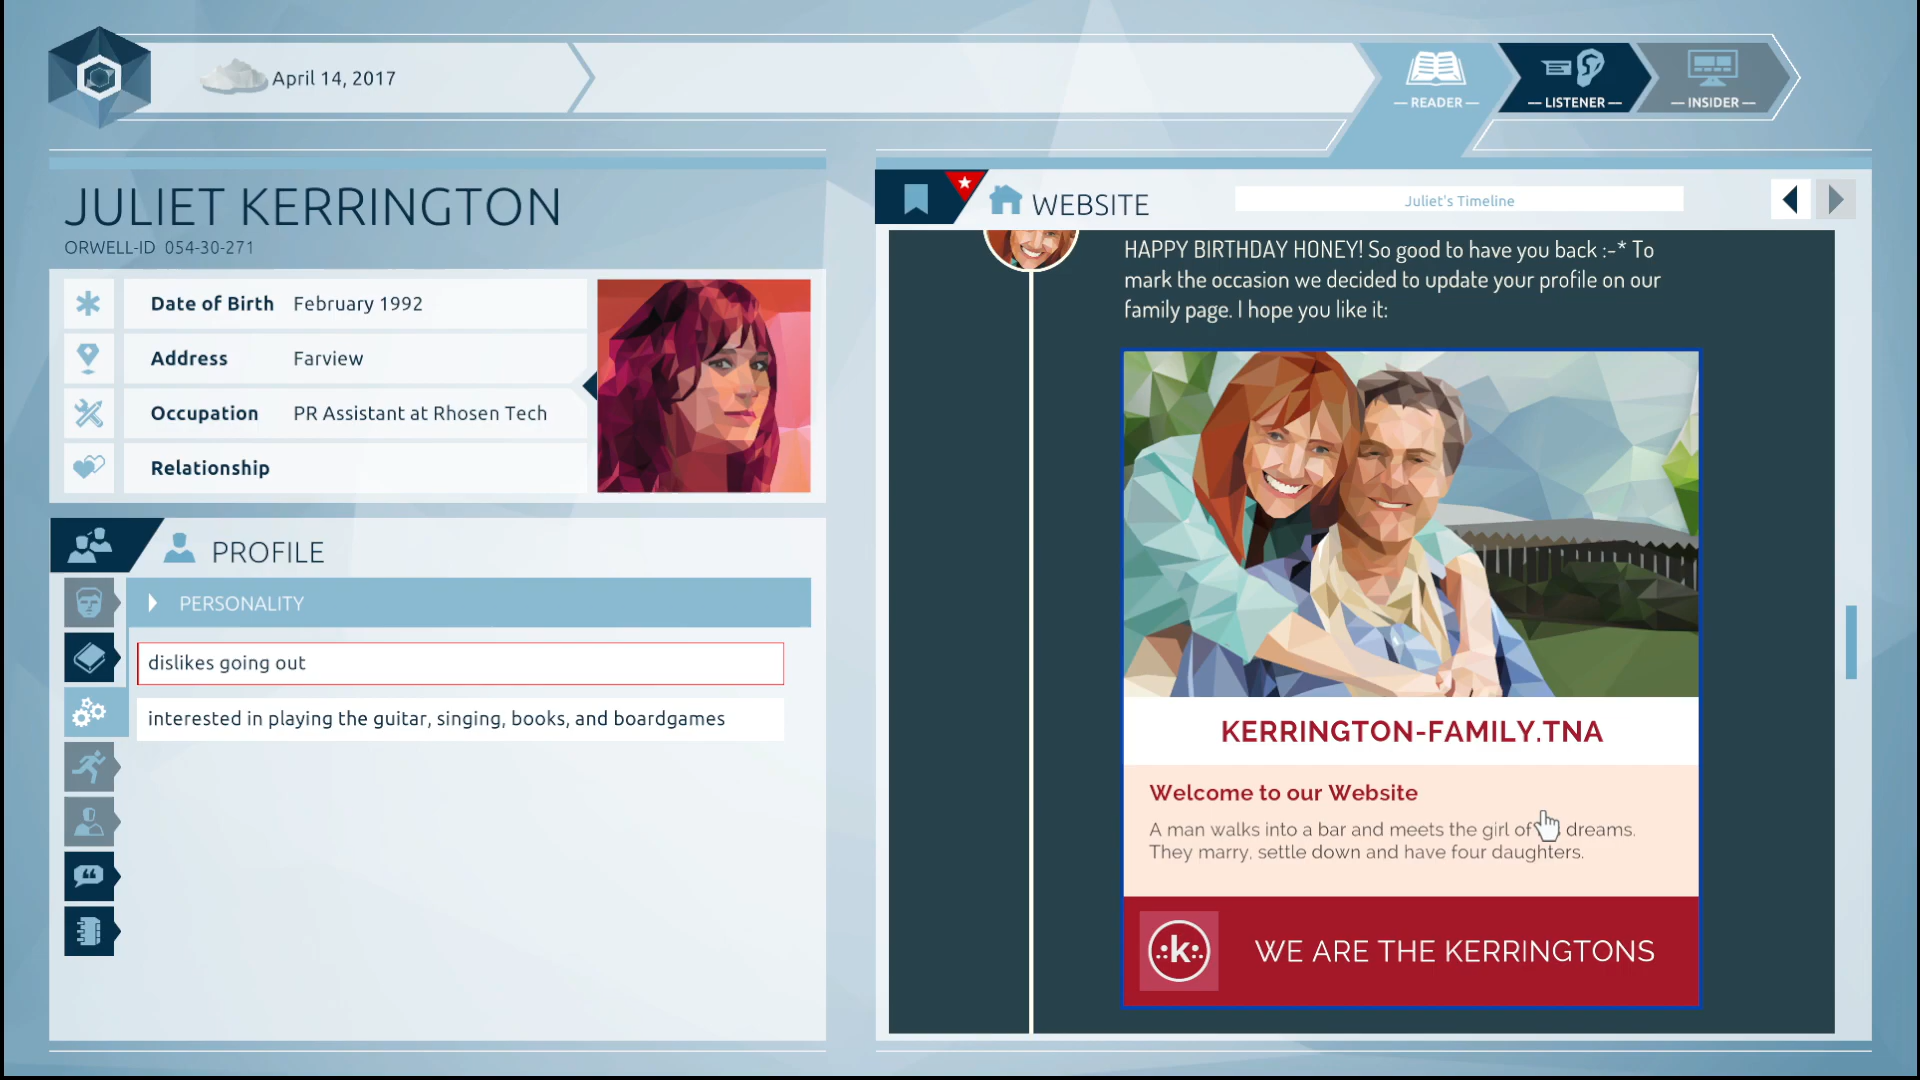 April 14, 2017
— READER —
— LISTENER —
— INSIDER —
JULIET KERRINGTON
ORWELL-ID 054-30-271
Date of Birth February 1992
Address Farview
Occupation PR Assistant at Rhosen Tech
Relationship
PROFILE
PERSONALITY
dislikes going out
interested in playing the guitar, singing, books, and boardgames
WEBSITE
Juliet's Timeline
HAPPY BIRTHDAY HONEY! So good to have you back :-* To
mark the occasion we decided to update your profile on our
family page. I hope you like it:
KERRINGTON-FAMILY.TNA
Welcome to our Website
A man walks into a bar and meets the girl of dreams.
They marry, settle down and have four daughters.
.:k:.
WE ARE THE KERRINGTONS